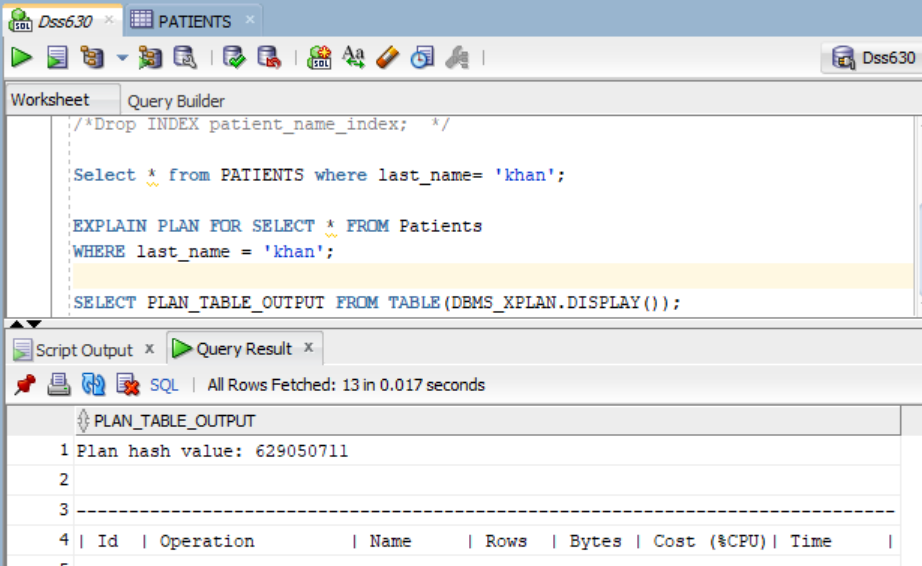 Dss630 PATIENTS
Dss630
Worksheet Query Builder
/*Drop INDEX patient_name_index;  */
Select * from PATIENTS where last_name= 'khan';
EXPLAIN PLAN FOR SELECT * FROM Patients
WHERE last_name = 'khan';
SELECT PLAN_TABLE_OUTPUT FROM TABLE(DBMS_XPLAN.DISPLAY());
Script Output x Query Result x
SQL | All Rows Fetched: 13 in 0.017 seconds
PLAN_TABLE_OUTPUT
1 Plan hash value: 629050711
2
3 -------------------------------------------------------------------------------
4 | Id | Operation | Name | Rows | Bytes | Cost (%CPU)| Time |